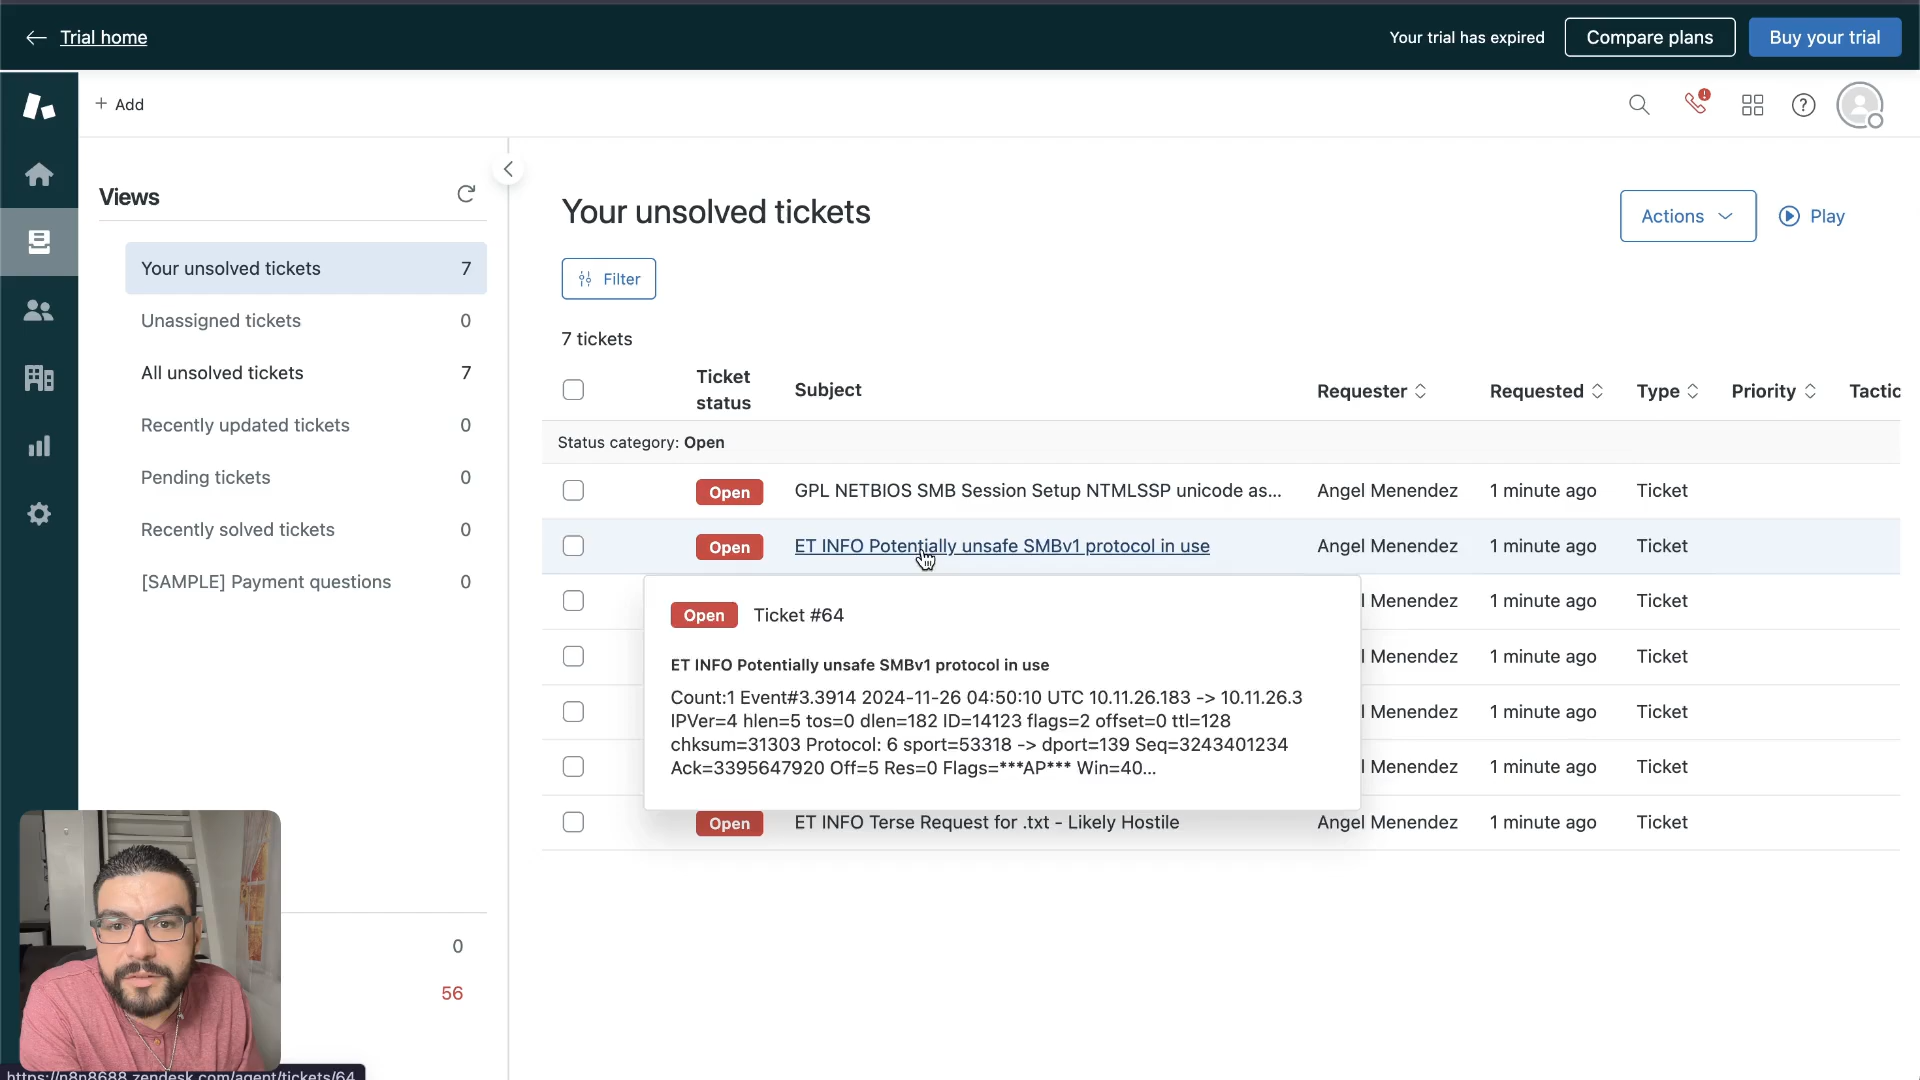 Trial home
Your trial has expired
Compare plans
Buy your trial
+ Add
Views
Your unsolved tickets 7
Unassigned tickets 0
All unsolved tickets 7
Recently updated tickets 0
Pending tickets 0
Recently solved tickets 0
[SAMPLE] Payment questions 0
0
56
Your unsolved tickets
Actions
Play
Filter
7 tickets
Ticket status Subject Requester Requested Type Priority Tactic
Status category: Open
Open GPL NETBIOS SMB Session Setup NTMLSSP unicode as... Angel Menendez 1 minute ago Ticket
Open ET INFO Potentially unsafe SMBv1 protocol in use Angel Menendez 1 minute ago Ticket
l Menendez 1 minute ago Ticket
l Menendez 1 minute ago Ticket
l Menendez 1 minute ago Ticket
l Menendez 1 minute ago Ticket
Open ET INFO Terse Request for .txt - Likely Hostile Angel Menendez 1 minute ago Ticket
Open Ticket #64
ET INFO Potentially unsafe SMBv1 protocol in use
Count:1 Event#3.3914 2024-11-26 04:50:10 UTC 10.11.26.183 -> 10.11.26.3
IPVer=4 hlen=5 tos=0 dlen=182 ID=14123 flags=2 offset=0 ttl=128
chksum=31303 Protocol: 6 sport=53318 -> dport=139 Seq=3243401234
Ack=3395647920 Off=5 Res=0 Flags=***AP*** Win=40...
https://n8n8688.zendesk.com/agent/tickets/64